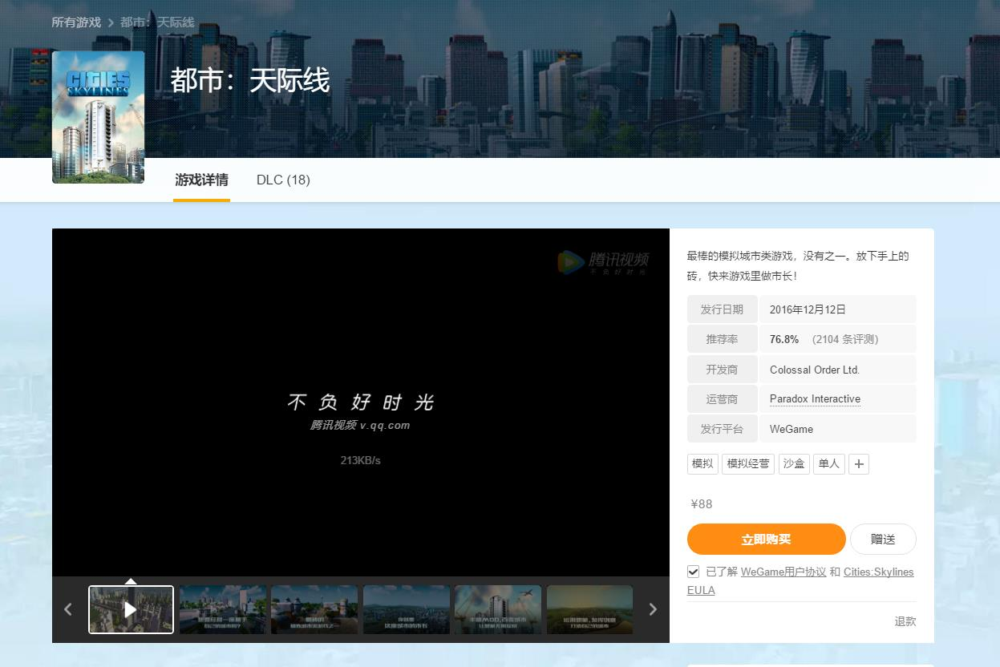 所有游戏 > 都市：天际线
CITIES
SKYLINES
都市：天际线
游戏详情
DLC (18)
腾讯视频
不负好时光
不负好时光
腾讯视频 v.qq.com
213KB/s
最棒的模拟城市类游戏，没有之一。放下手上的
砖，快来游戏里做市长！
发行日期 2016年12月12日
推荐率 76.8% (2104 条评测)
开发商 Colossal Order Ltd.
运营商 Paradox Interactive
发行平台 WeGame
模拟 模拟经营 沙盒 单人 +
¥88
立即购买 赠送
已了解 WeGame用户协议 和 Cities:Skylines
EULA
退款